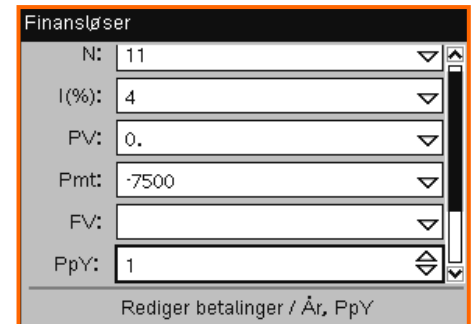 Finansløser
N: 11
I(%): 4
PV: 0.
Pmt: -7500
FV:
PpY: 1
Rediger betalinger / År, PpY